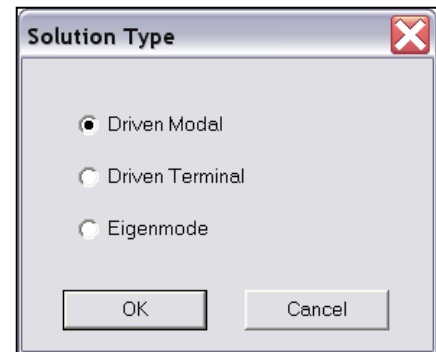 Solution Type
Driven Modal
Driven Terminal
Eigenmode
OK Cancel